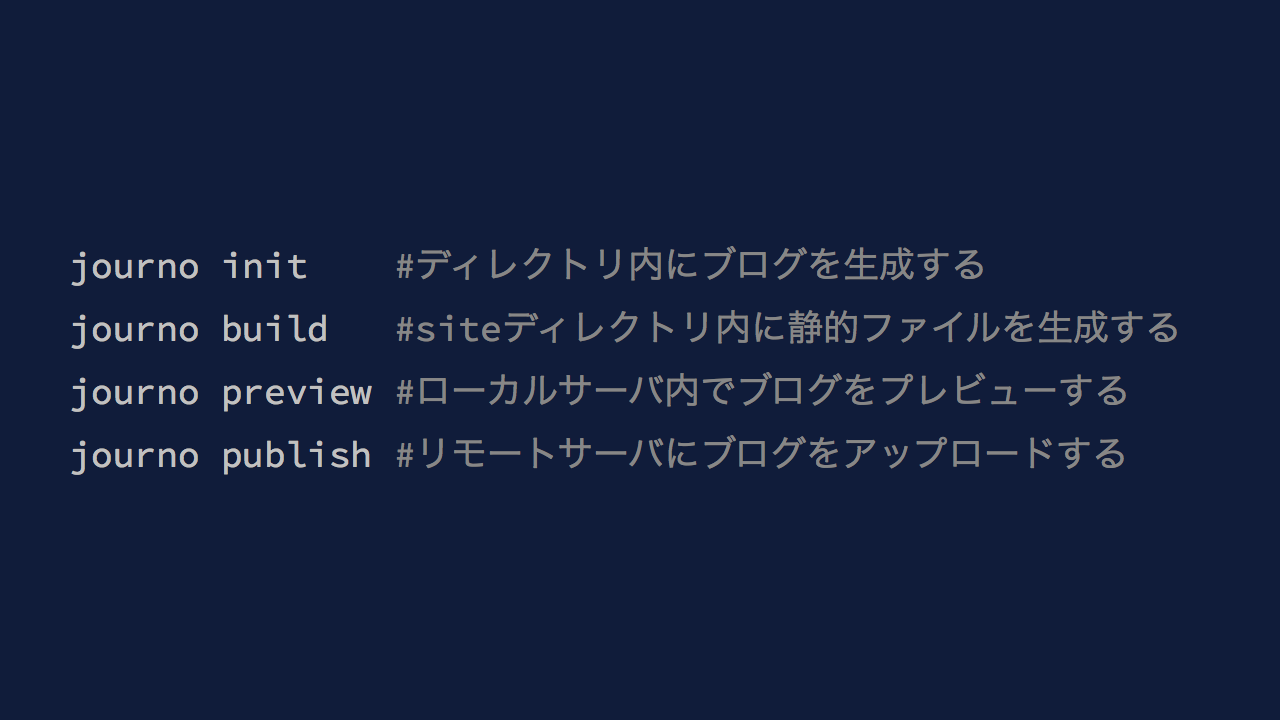 journo init    #ディレクトリ内にブログを生成する
journo build   #siteディレクトリ内に静的ファイルを生成する
journo preview #ローカルサーバ内でブログをプレビューする
journo publish #リモートサーバにブログをアップロードする